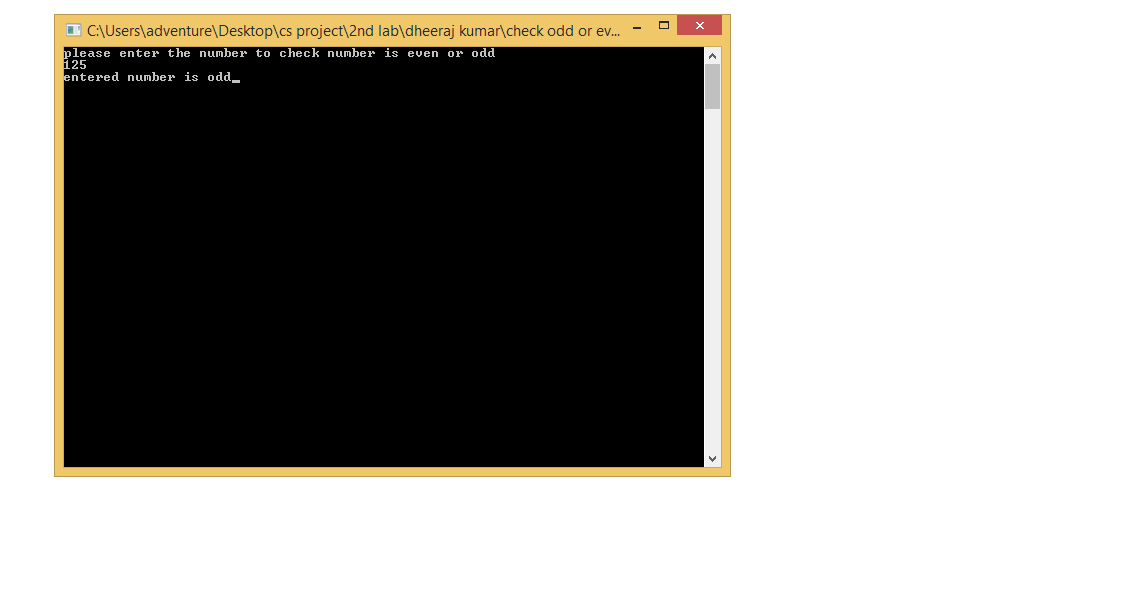 C:\Users\adventure\Desktop\cs project\2nd lab\dheeraj kumar\check odd or ev...
please enter the number to check number is even or odd
125
entered number is odd